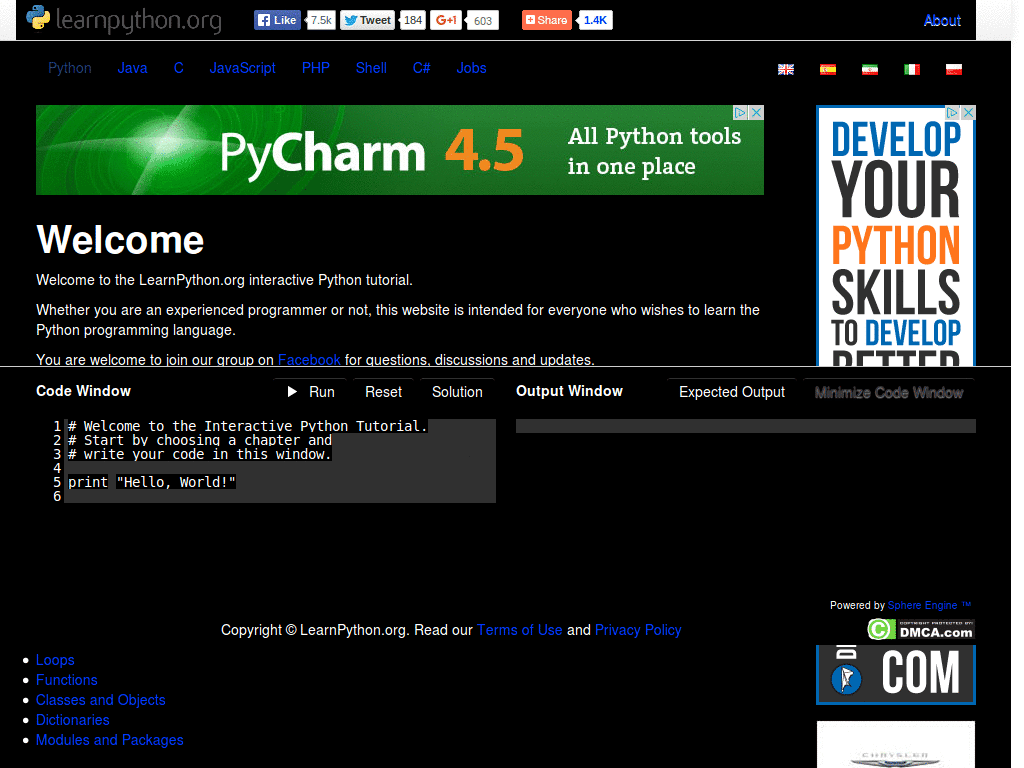 learnpython.org
Like 7.5k Tweet 184 G+1 603 Share 1.4K
About
Python Java C JavaScript PHP Shell C# Jobs
PyCharm 4.5 All Python tools
in one place
DEVELOP
YOUR
PYTHON
SKILLS
TO DEVELOP
BETTER
Welcome
Welcome to the LearnPython.org interactive Python tutorial.
Whether you are an experienced programmer or not, this website is intended for everyone who wishes to learn the
Python programming language.
You are welcome to join our group on Facebook for questions, discussions and updates.
Code Window Run Reset Solution Output Window Expected Output Minimize Code Window
1 # Welcome to the Interactive Python Tutorial.
2 # Start by choosing a chapter and
3 # write your code in this window.
4
5 print "Hello, World!"
6
Powered by Sphere Engine ™
Copyright © LearnPython.org. Read our Terms of Use and Privacy Policy
COPYRIGHT PROTECTED BY:
DMCA.com
Loops
Functions
Classes and Objects
Dictionaries
Modules and Packages
COM
CHRYSLER